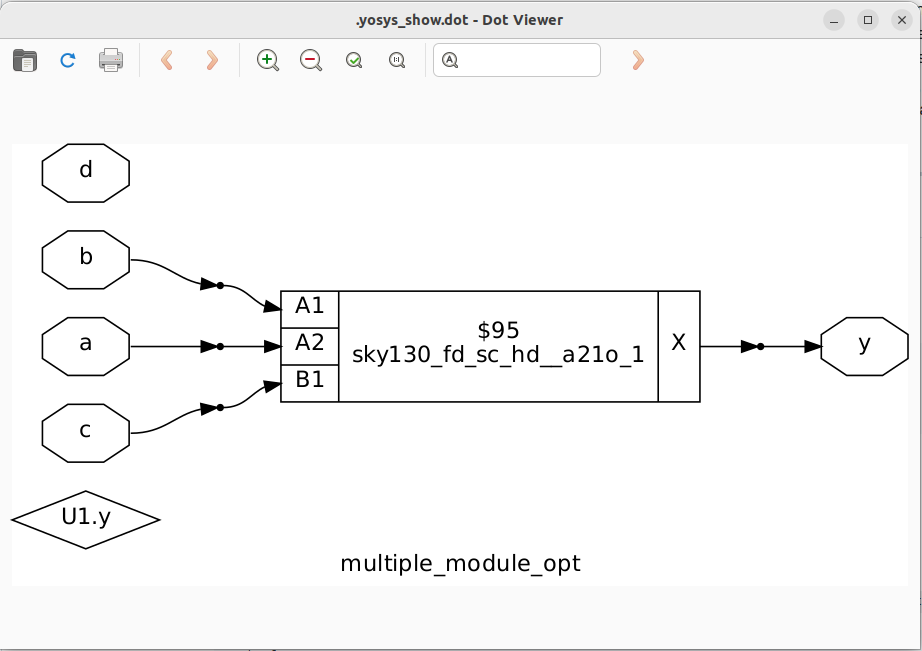 .yosys_show.dot - Dot Viewer
d
b
a
c
U1.y
A1
A2
B1
$95
sky130_fd_sc_hd__a21o_1
X
y
multiple_module_opt